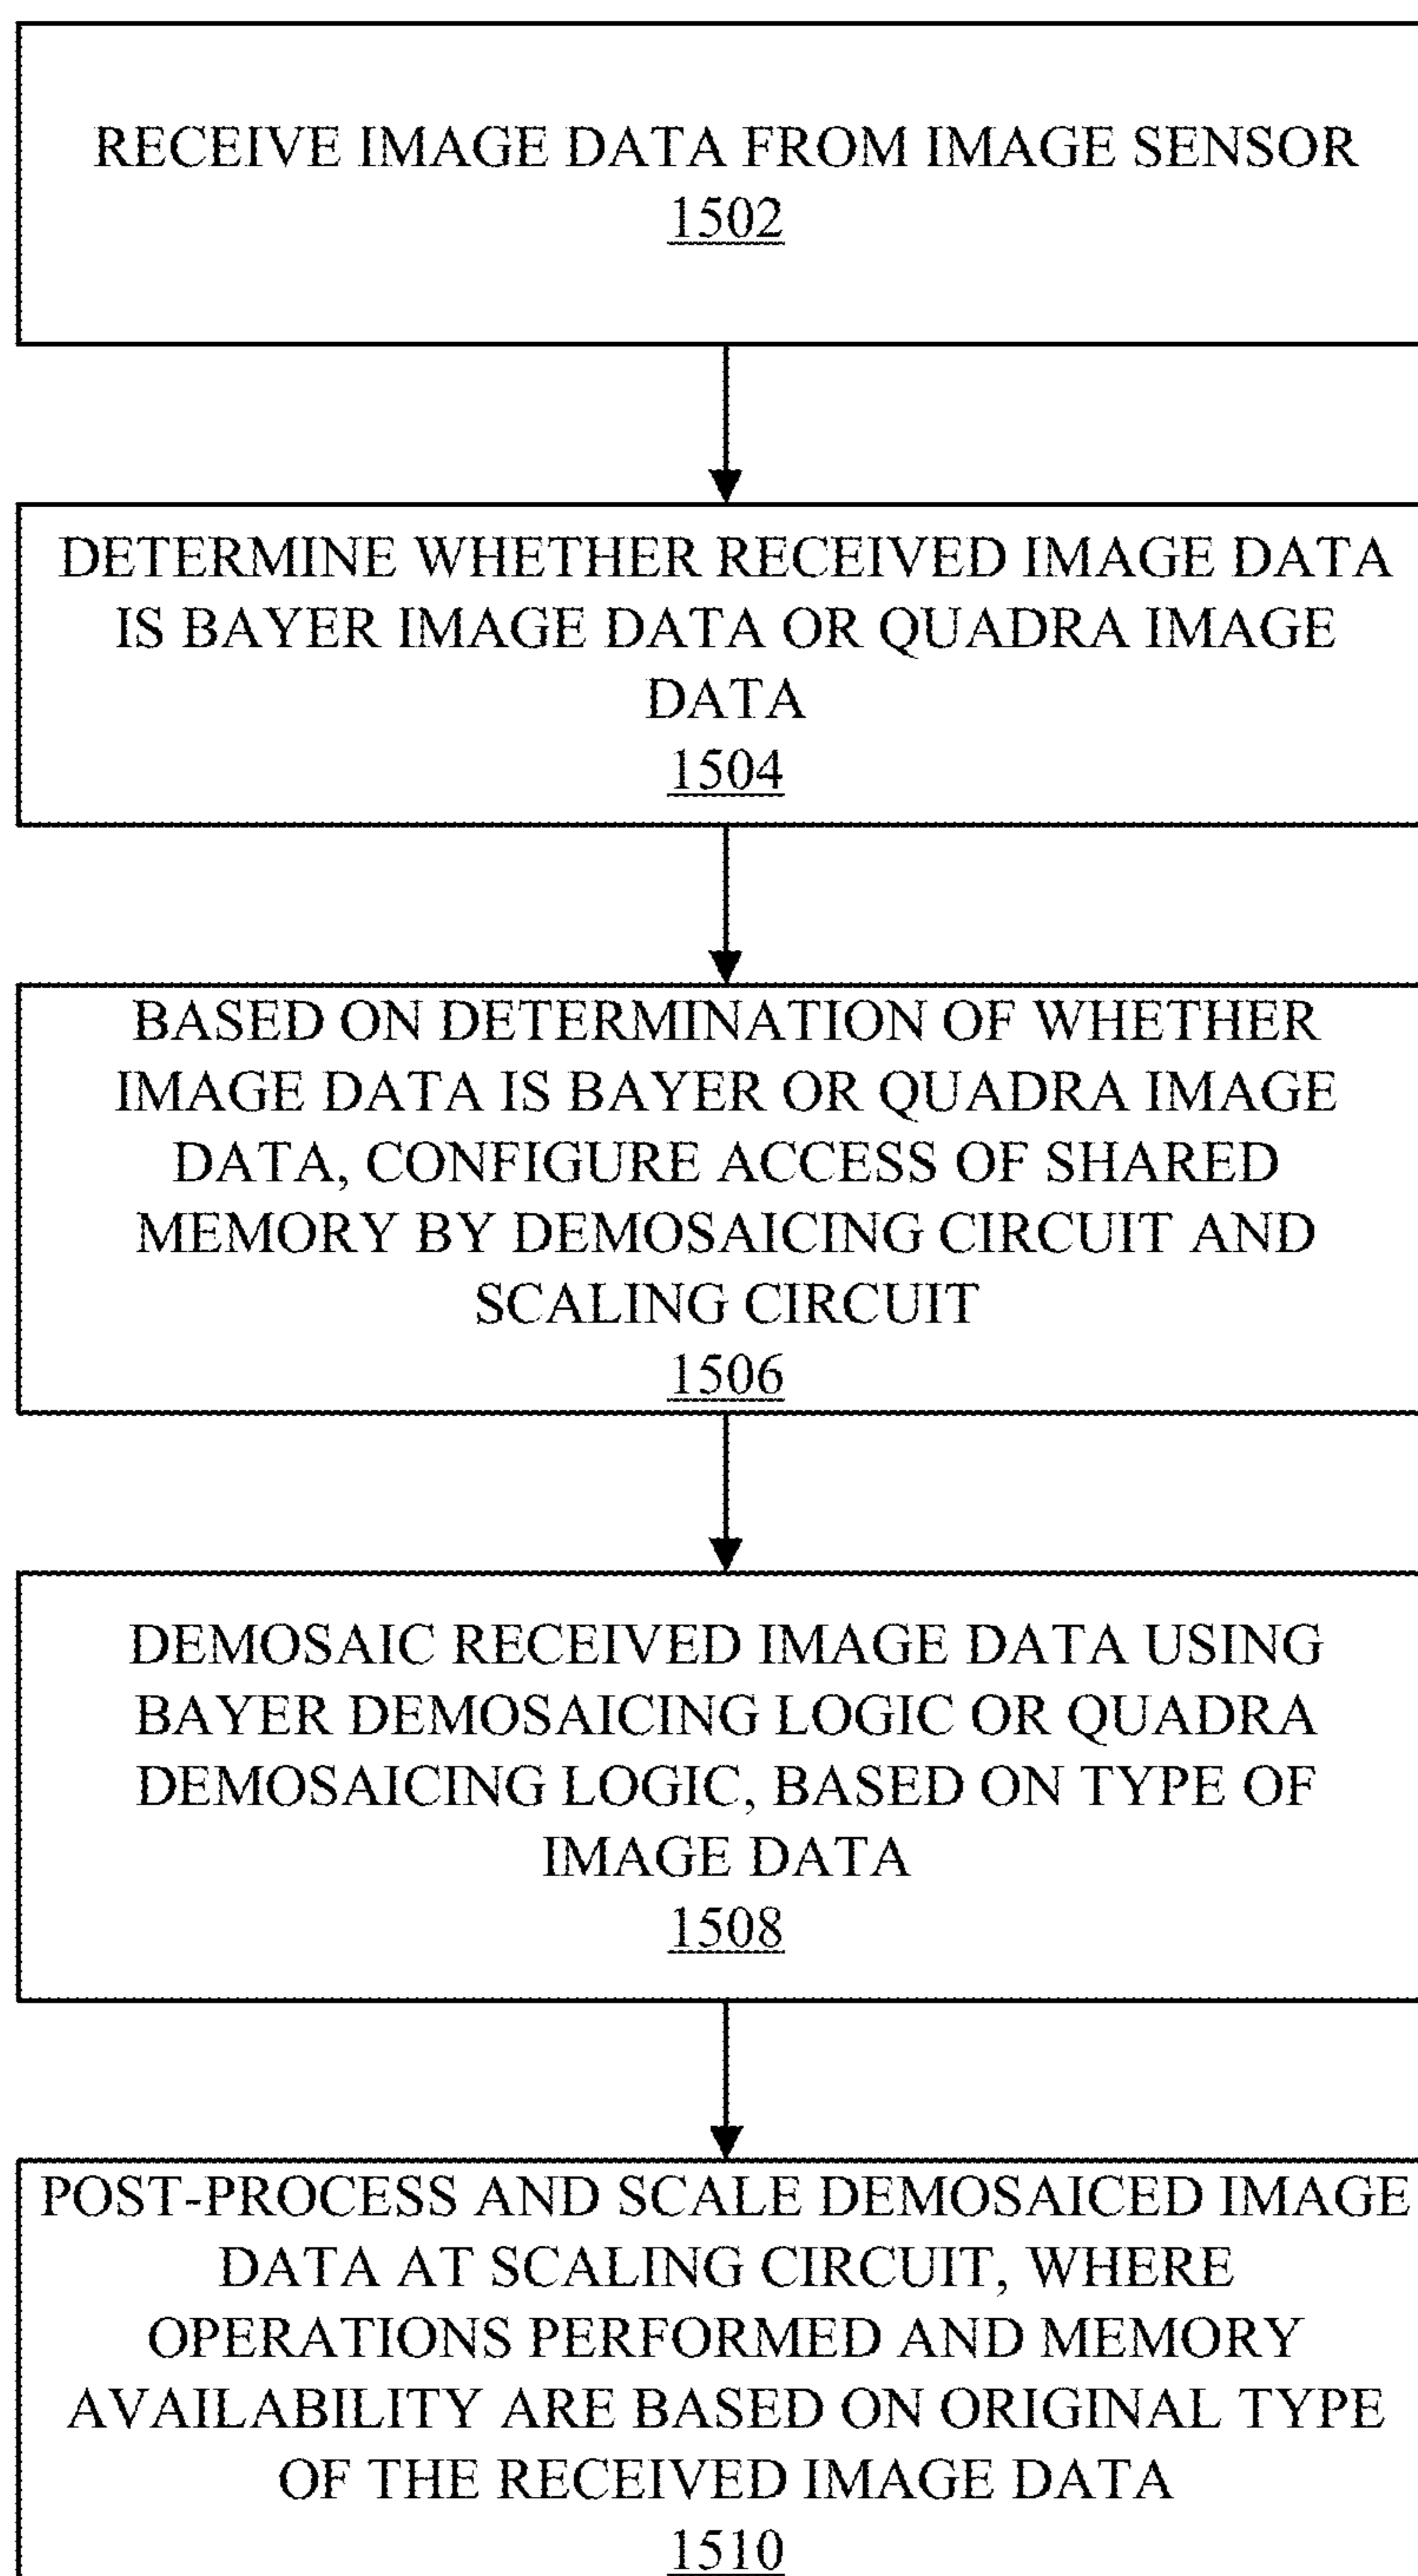 RECEIVE IMAGE DATA FROM IMAGE SENSOR
1502
DETERMINE WHETHER RECEIVED IMAGE DATA
IS BAYER IMAGE DATA OR QUADRA IMAGE
DATA
1504
BASED ON DETERMINATION OF WHETHER
IMAGE DATA IS BAYER OR QUADRA IMAGE
DATA, CONFIGURE ACCESS OF SHARED
MEMORY BY DEMOSAICING CIRCUIT AND
SCALING CIRCUIT
1506
DEMOSAIC RECEIVED IMAGE DATA USING
BAYER DEMOSAICING LOGIC OR QUADRA
DEMOSAICING LOGIC, BASED ON TYPE OF
IMAGE DATA
1508
POST-PROCESS AND SCALE DEMOSAICED IMAGE
DATA AT SCALING CIRCUIT, WHERE
OPERATIONS PERFORMED AND MEMORY
AVAILABILITY ARE BASED ON ORIGINAL TYPE
OF THE RECEIVED IMAGE DATA
1510